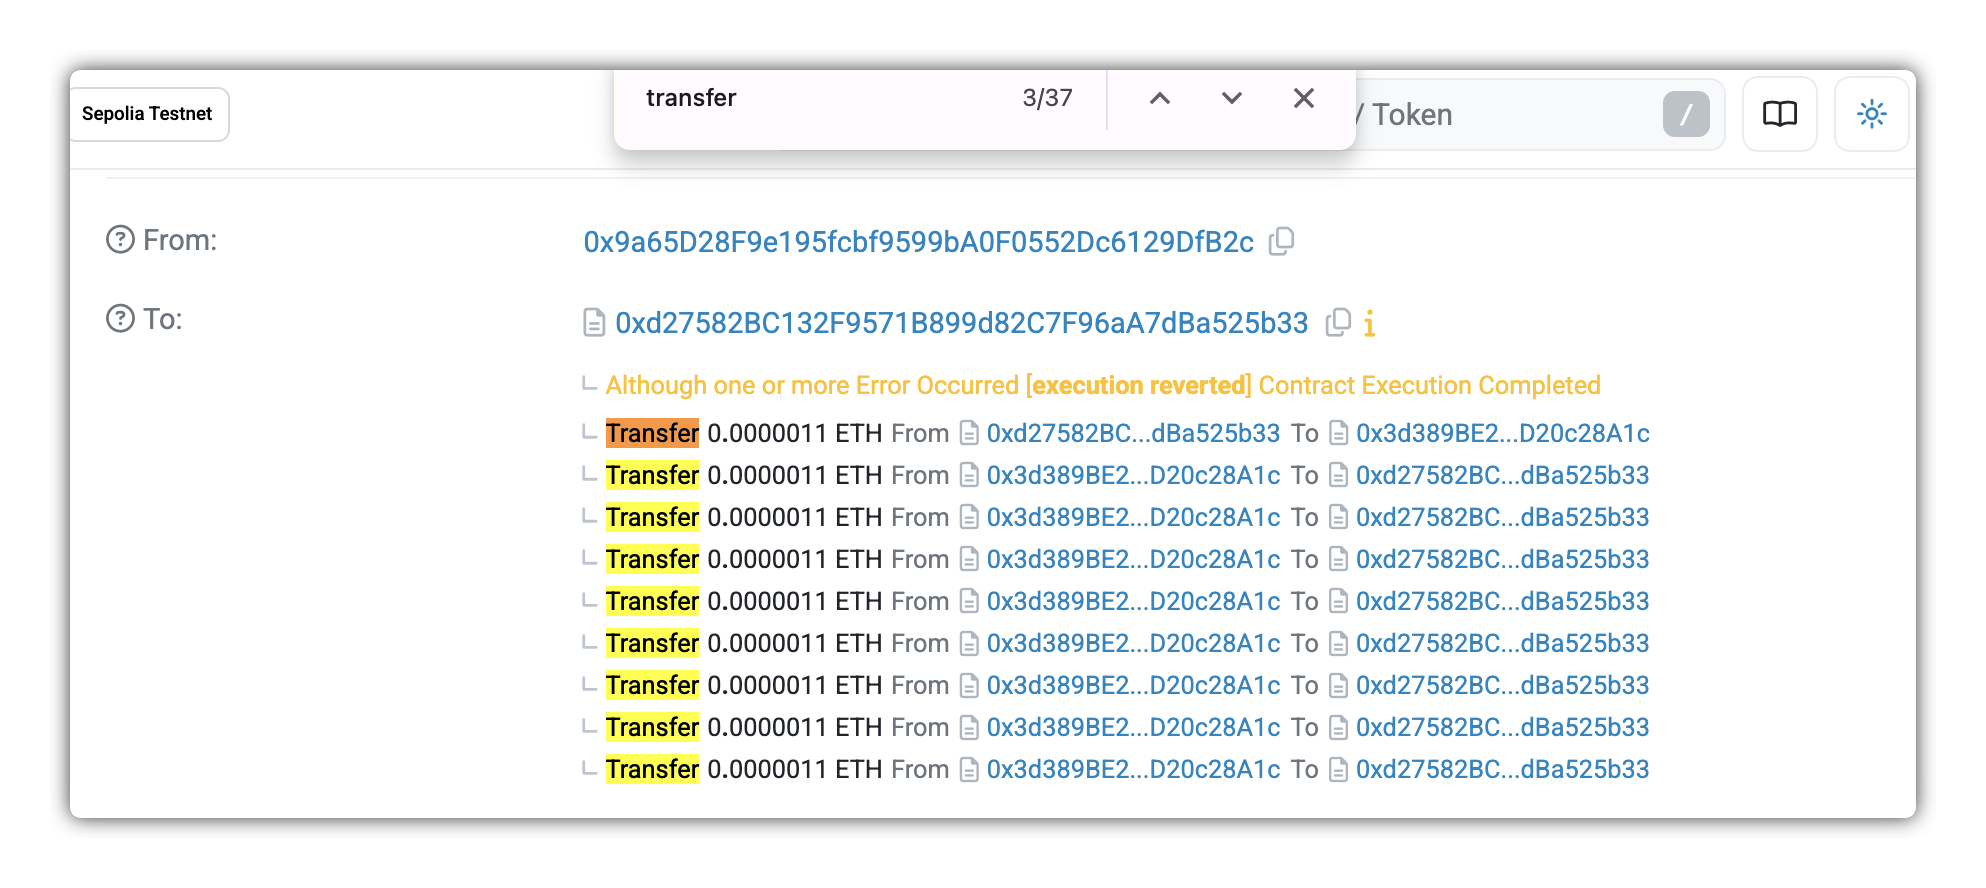 Sepolia Testnet
transfer 3/37
/ Token /
From: 0x9a65D28F9e195fcbf9599bA0F0552Dc6129DfB2c
To: 0xd27582BC132F9571B899d82C7F96aA7dBa525b33
Although one or more Error Occurred [execution reverted] Contract Execution Completed
Transfer 0.0000011 ETH From 0xd27582BC...dBa525b33 To 0x3d389BE2...D20c28A1c
Transfer 0.0000011 ETH From 0x3d389BE2...D20c28A1c To 0xd27582BC...dBa525b33
Transfer 0.0000011 ETH From 0x3d389BE2...D20c28A1c To 0xd27582BC...dBa525b33
Transfer 0.0000011 ETH From 0x3d389BE2...D20c28A1c To 0xd27582BC...dBa525b33
Transfer 0.0000011 ETH From 0x3d389BE2...D20c28A1c To 0xd27582BC...dBa525b33
Transfer 0.0000011 ETH From 0x3d389BE2...D20c28A1c To 0xd27582BC...dBa525b33
Transfer 0.0000011 ETH From 0x3d389BE2...D20c28A1c To 0xd27582BC...dBa525b33
Transfer 0.0000011 ETH From 0x3d389BE2...D20c28A1c To 0xd27582BC...dBa525b33
Transfer 0.0000011 ETH From 0x3d389BE2...D20c28A1c To 0xd27582BC...dBa525b33